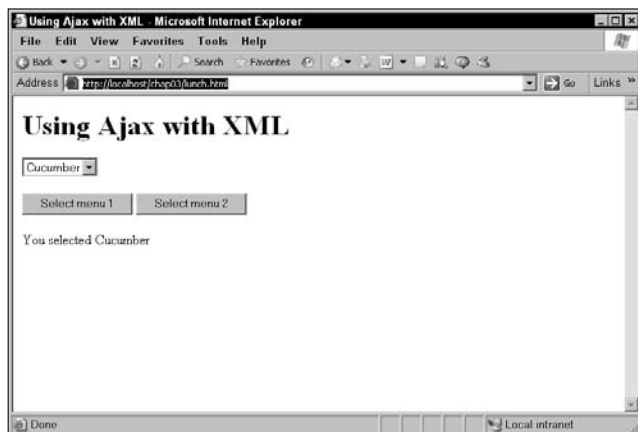 Using Ajax with XML - Microsoft Internet Explorer
File Edit View Favorites Tools Help
Back Search Favorites
Address http://localhost/chap03/lunch.html Go Links »
Using Ajax with XML
Cucumber
Select menu 1 Select menu 2
You selected Cucumber
Done Local intranet